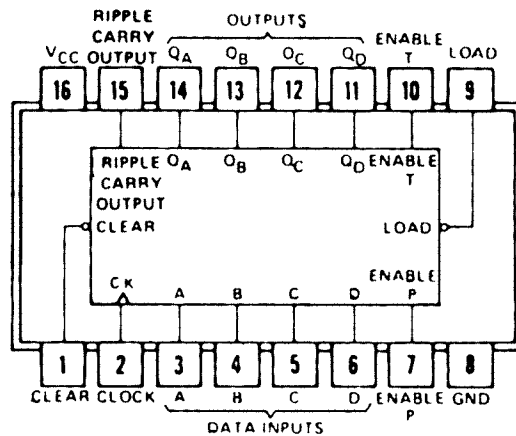 RIPPLE
OUTPUTS
CARRY
ENABLE
VCC OUTPUT QA QB QC QD T LOAD
16 15 14 13 12 11 10 9
RIPPLE QA QB QC QD ENABLE
CARRY T
OUTPUT
CLEAR LOAD
ENABLE
CK A B C D P
1 2 3 4 5 6 7 8
CLEAR CLOCK A B C D ENABLE GND
P
DATA INPUTS